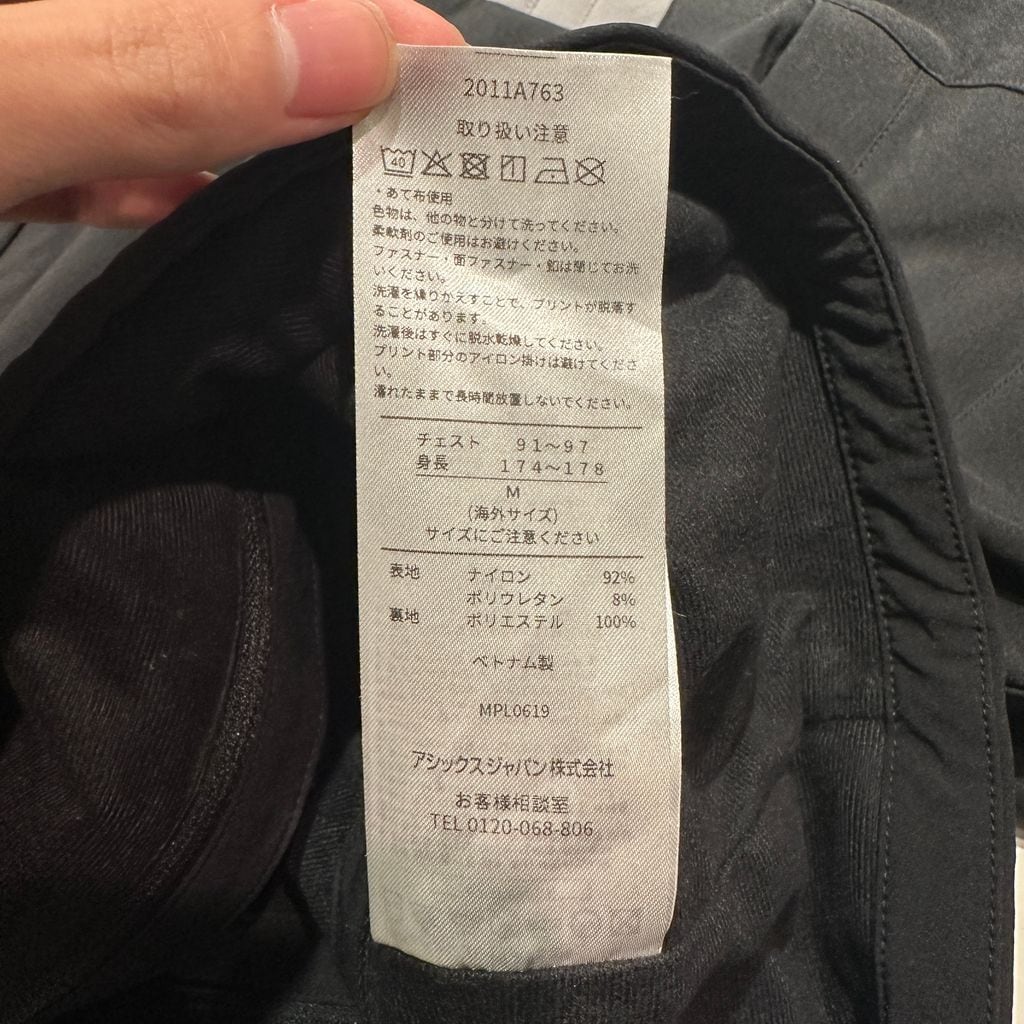 2011A763
取り扱い注意
40
・あて布使用
色物は、他の物と分けて洗ってください。
柔軟剤のご使用はお避けください。
ファスナー・面ファスナー・釦は閉じてお洗
いください。
洗濯を繰りかえすことで、プリントが脱落す
ることがあります。
洗濯後はすぐに脱水乾燥してください。
プリント部分のアイロン掛けは避けてくださ
い。
濡れたままで長時間放置しないでください。
チェスト 91〜97
身長 174〜178
M
(海外サイズ)
サイズにご注意ください
表地 ナイロン 92%
ポリウレタン 8%
裏地 ポリエステル 100%
ベトナム製
MPL0619
アシックスジャパン株式会社
お客様相談室
TEL 0120-068-806